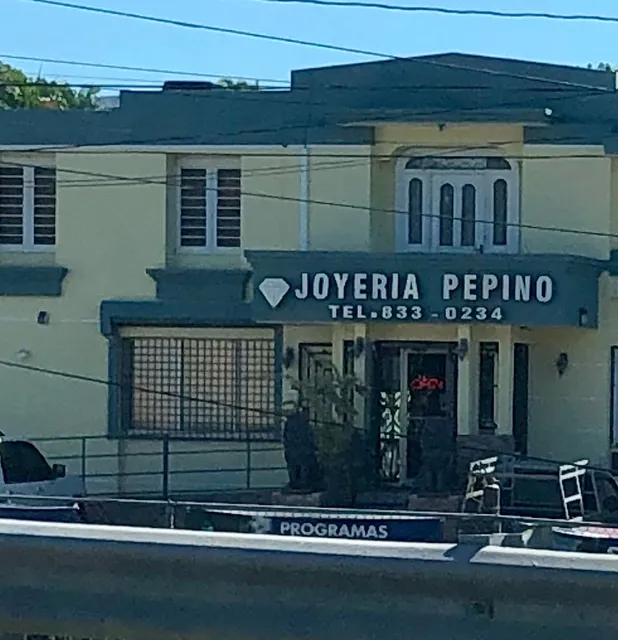 JOYERIA PEPINO
TEL. 833-0234
OPEN
PROGRAMAS